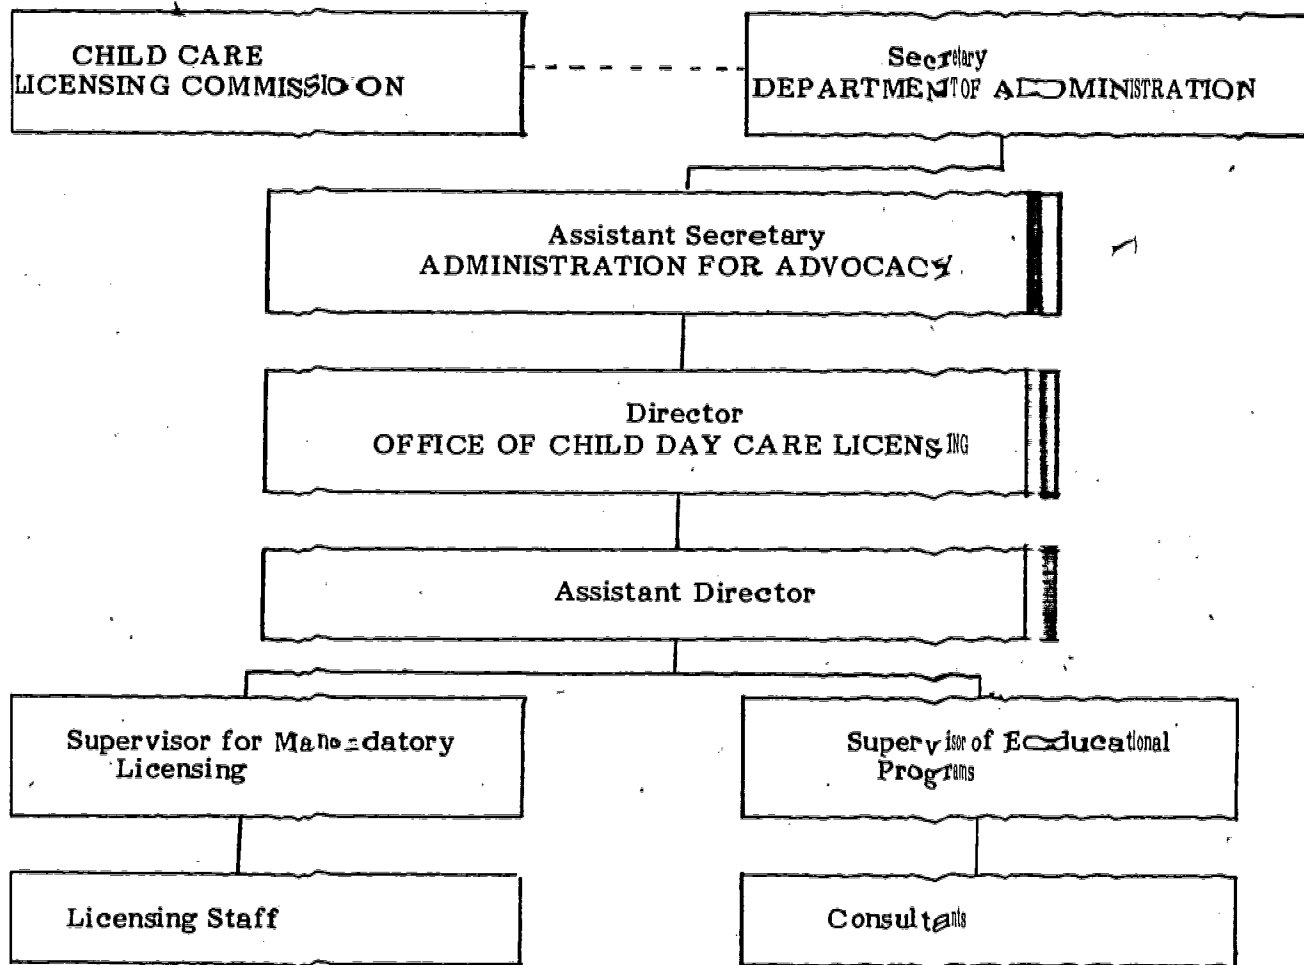 CHILD CARE
LICENSING COMMISSION
Secretary
DEPARTMENT OF ADMINISTRATION
Assistant Secretary
ADMINISTRATION FOR ADVOCACY
Director
OFFICE OF CHILD DAY CARE LICENSING
Assistant Director
Supervisor for Mandatory
Licensing
Supervisor of Educational
Programs
Licensing Staff
Consultants